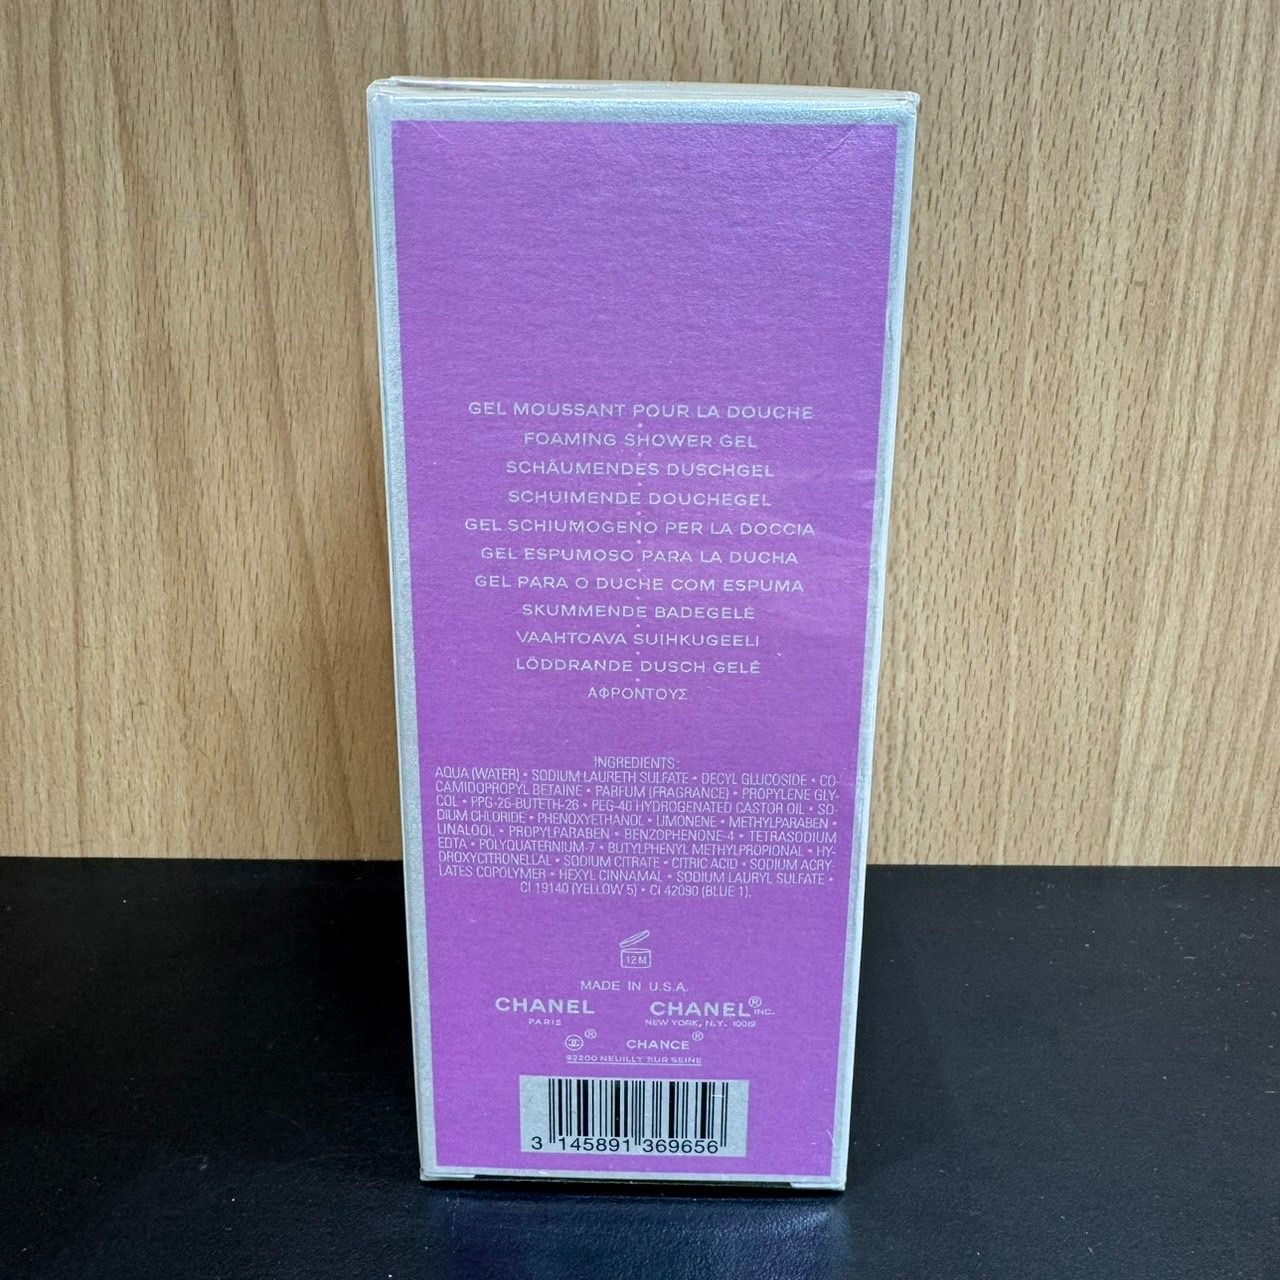 GEL MOUSSANT POUR LA DOUCHE
FOAMING SHOWER GEL
SCHÄUMENDES DUSCHGEL
SCHUIMENDE DOUCHEGEL
GEL SCHIUMOGENO PER LA DOCCIA
GEL ESPUMOSO PARA LA DUCHA
GEL PARA O DUCHE COM ESPUMA
SKUMMENDE BADEGELÉ
VAAHTOAVA SUIHKUGEELI
LÖDDRANDE DUSCH GELÉ
ΑΦΡΟΝΤΟΥΣ
INGREDIENTS:
AQUA (WATER) • SODIUM LAURETH SULFATE • DECYL GLUCOSIDE • CO-
CAMIDOPROPYL BETAINE • PARFUM (FRAGRANCE) • PROPYLENE GLY-
COL • PPG-26-BUTETH-26 • PEG-40 HYDROGENATED CASTOR OIL • SO-
DIUM CHLORIDE • PHENOXYETHANOL • LIMONENE • METHYLPARABEN •
LINALOOL • PROPYLPARABEN • BENZOPHENONE-4 • TETRASODIUM
EDTA • POLYQUATERNIUM-7 • BUTYLPHENYL METHYLPROPIONAL • HY-
DROXYCITRONELLAL • SODIUM CITRATE • CITRIC ACID • SODIUM ACRY-
LATES COPOLYMER • HEXYL CINNAMAL • SODIUM LAURYL SULFATE •
CI 19140 (YELLOW 5) • CI 42090 (BLUE 1).
12M
MADE IN U.S.A.
CHANEL CHANEL® INC.
PARIS NEW YORK, N.Y. 10019
® CHANCE®
92200 NEUILLY SUR SEINE
3 145891 369656